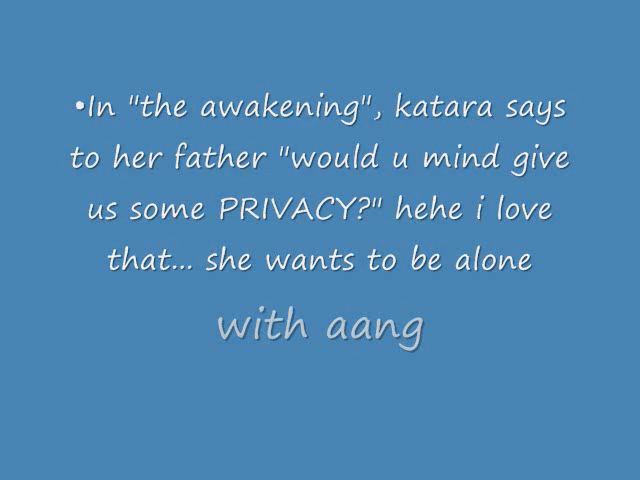 •In "the awakening", katara says
to her father "would u mind give
us some PRIVACY?" hehe i love
that... she wants to be alone
with aang